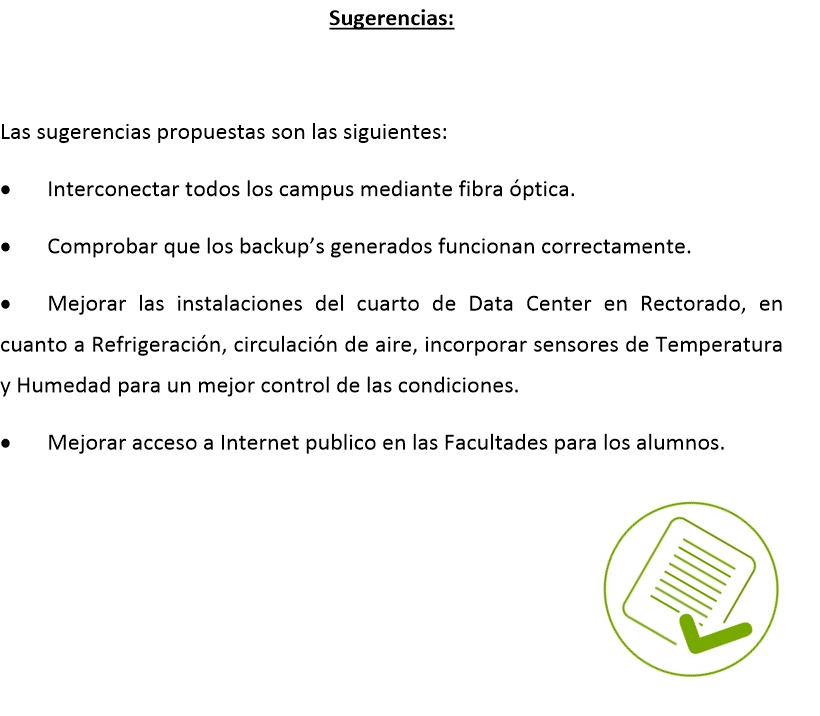 Sugerencias:
Las sugerencias propuestas son las siguientes:
• Interconectar todos los campus mediante fibra óptica.
• Comprobar que los backup’s generados funcionan correctamente.
• Mejorar las instalaciones del cuarto de Data Center en Rectorado, en
cuanto a Refrigeración, circulación de aire, incorporar sensores de Temperatura
y Humedad para un mejor control de las condiciones.
• Mejorar acceso a Internet publico en las Facultades para los alumnos.